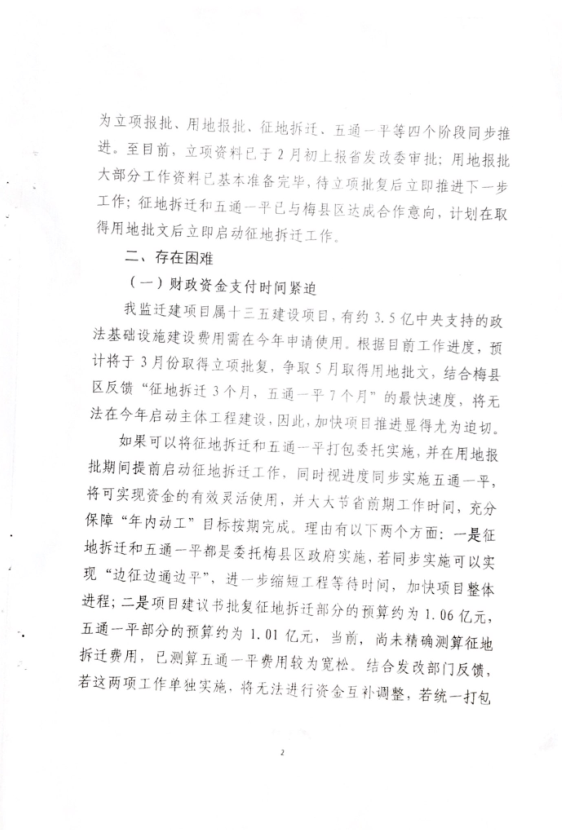 为立项报批、用地报批、征地拆迁、五通一平等四个阶段同步推
进。至目前，立项资料已于2月初上报省发改委审批；用地报批
大部分工作资料已基本准备完毕，待立项批复后立即推进下一步
工作；征地拆迁和五通一平已与梅县区达成合作意向，计划在取
得用地批文后立即启动征地拆迁工作。
二、存在困难
（一）财政资金支付时间紧迫
我监迁建项目属十三五建设项目，有约3.5亿中央支持的政
法基础设施建设费用需在今年申请使用。根据目前工作进度，预
计将于3月份取得立项批复，争取5月取得用地批文，结合梅县
区反馈“征地拆迁3个月，五通一平7个月”的最快速度，将无
法在今年启动主体工程建设，因此，加快项目推进显得尤为迫切。
如果可以将征地拆迁和五通一平打包委托实施，并在用地报
批期间提前启动征地拆迁工作，同时视进度同步实施五通一平，
将可实现资金的有效灵活使用，并大大节省前期工作时间，充分
保障“年内动工”目标按期完成。理由有以下两个方面：一是征
地拆迁和五通一平都是委托梅县区政府实施，若同步实施可以实
现“边征边通边平”，进一步缩短工程等待时间，加快项目整体
进程；二是项目建议书批复征地拆迁部分的预算约为1.06亿元，
五通一平部分的预算约为1.01亿元，当前，尚未精确测算征地
拆迁费用，已测算五通一平费用较为宽松。结合发改部门反馈，
若这两项工作单独实施，将无法进行资金互补调整，若统一打包
2